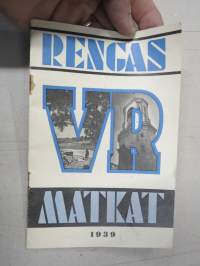 RENGAS
VR
MATKAT
1939